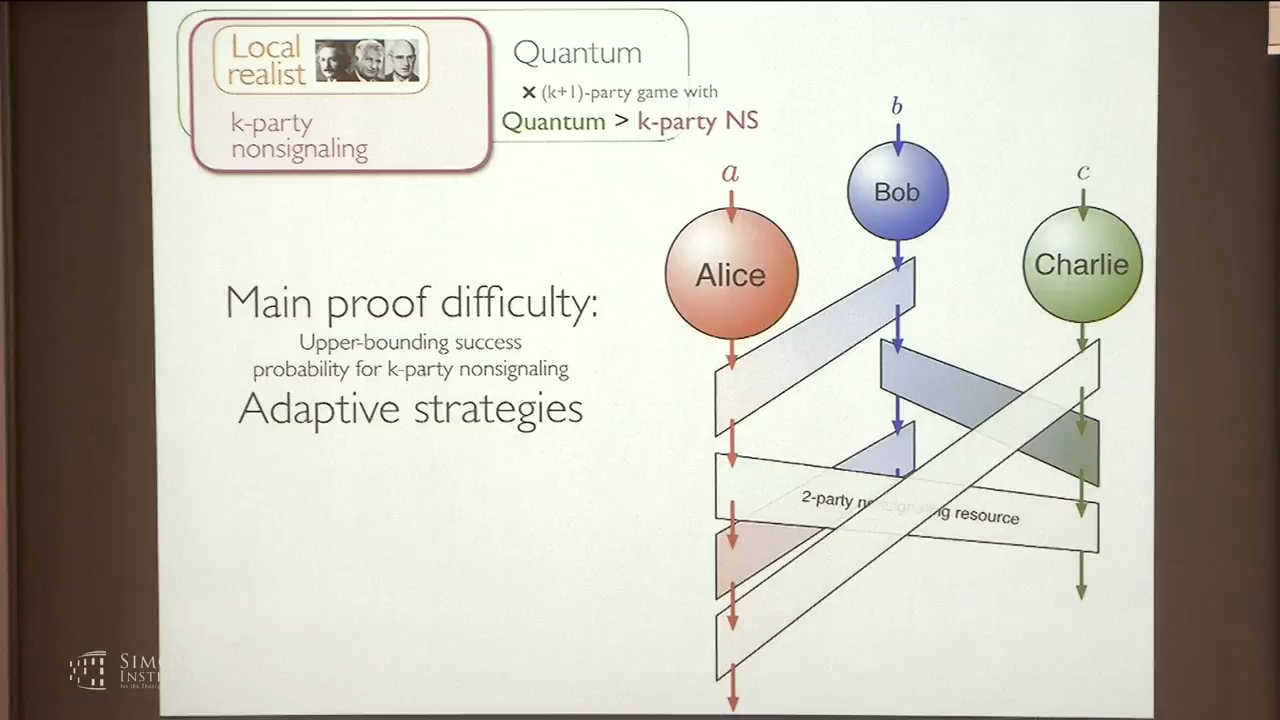 Local
realist
k-party
nonsignaling
Quantum
× (k+1)-party game with
Quantum > k-party NS
Main proof difficulty:
Upper-bounding success
probability for k-party nonsignaling
Adaptive strategies
a
b
c
Alice
Bob
Charlie
2-party nonsignaling resource